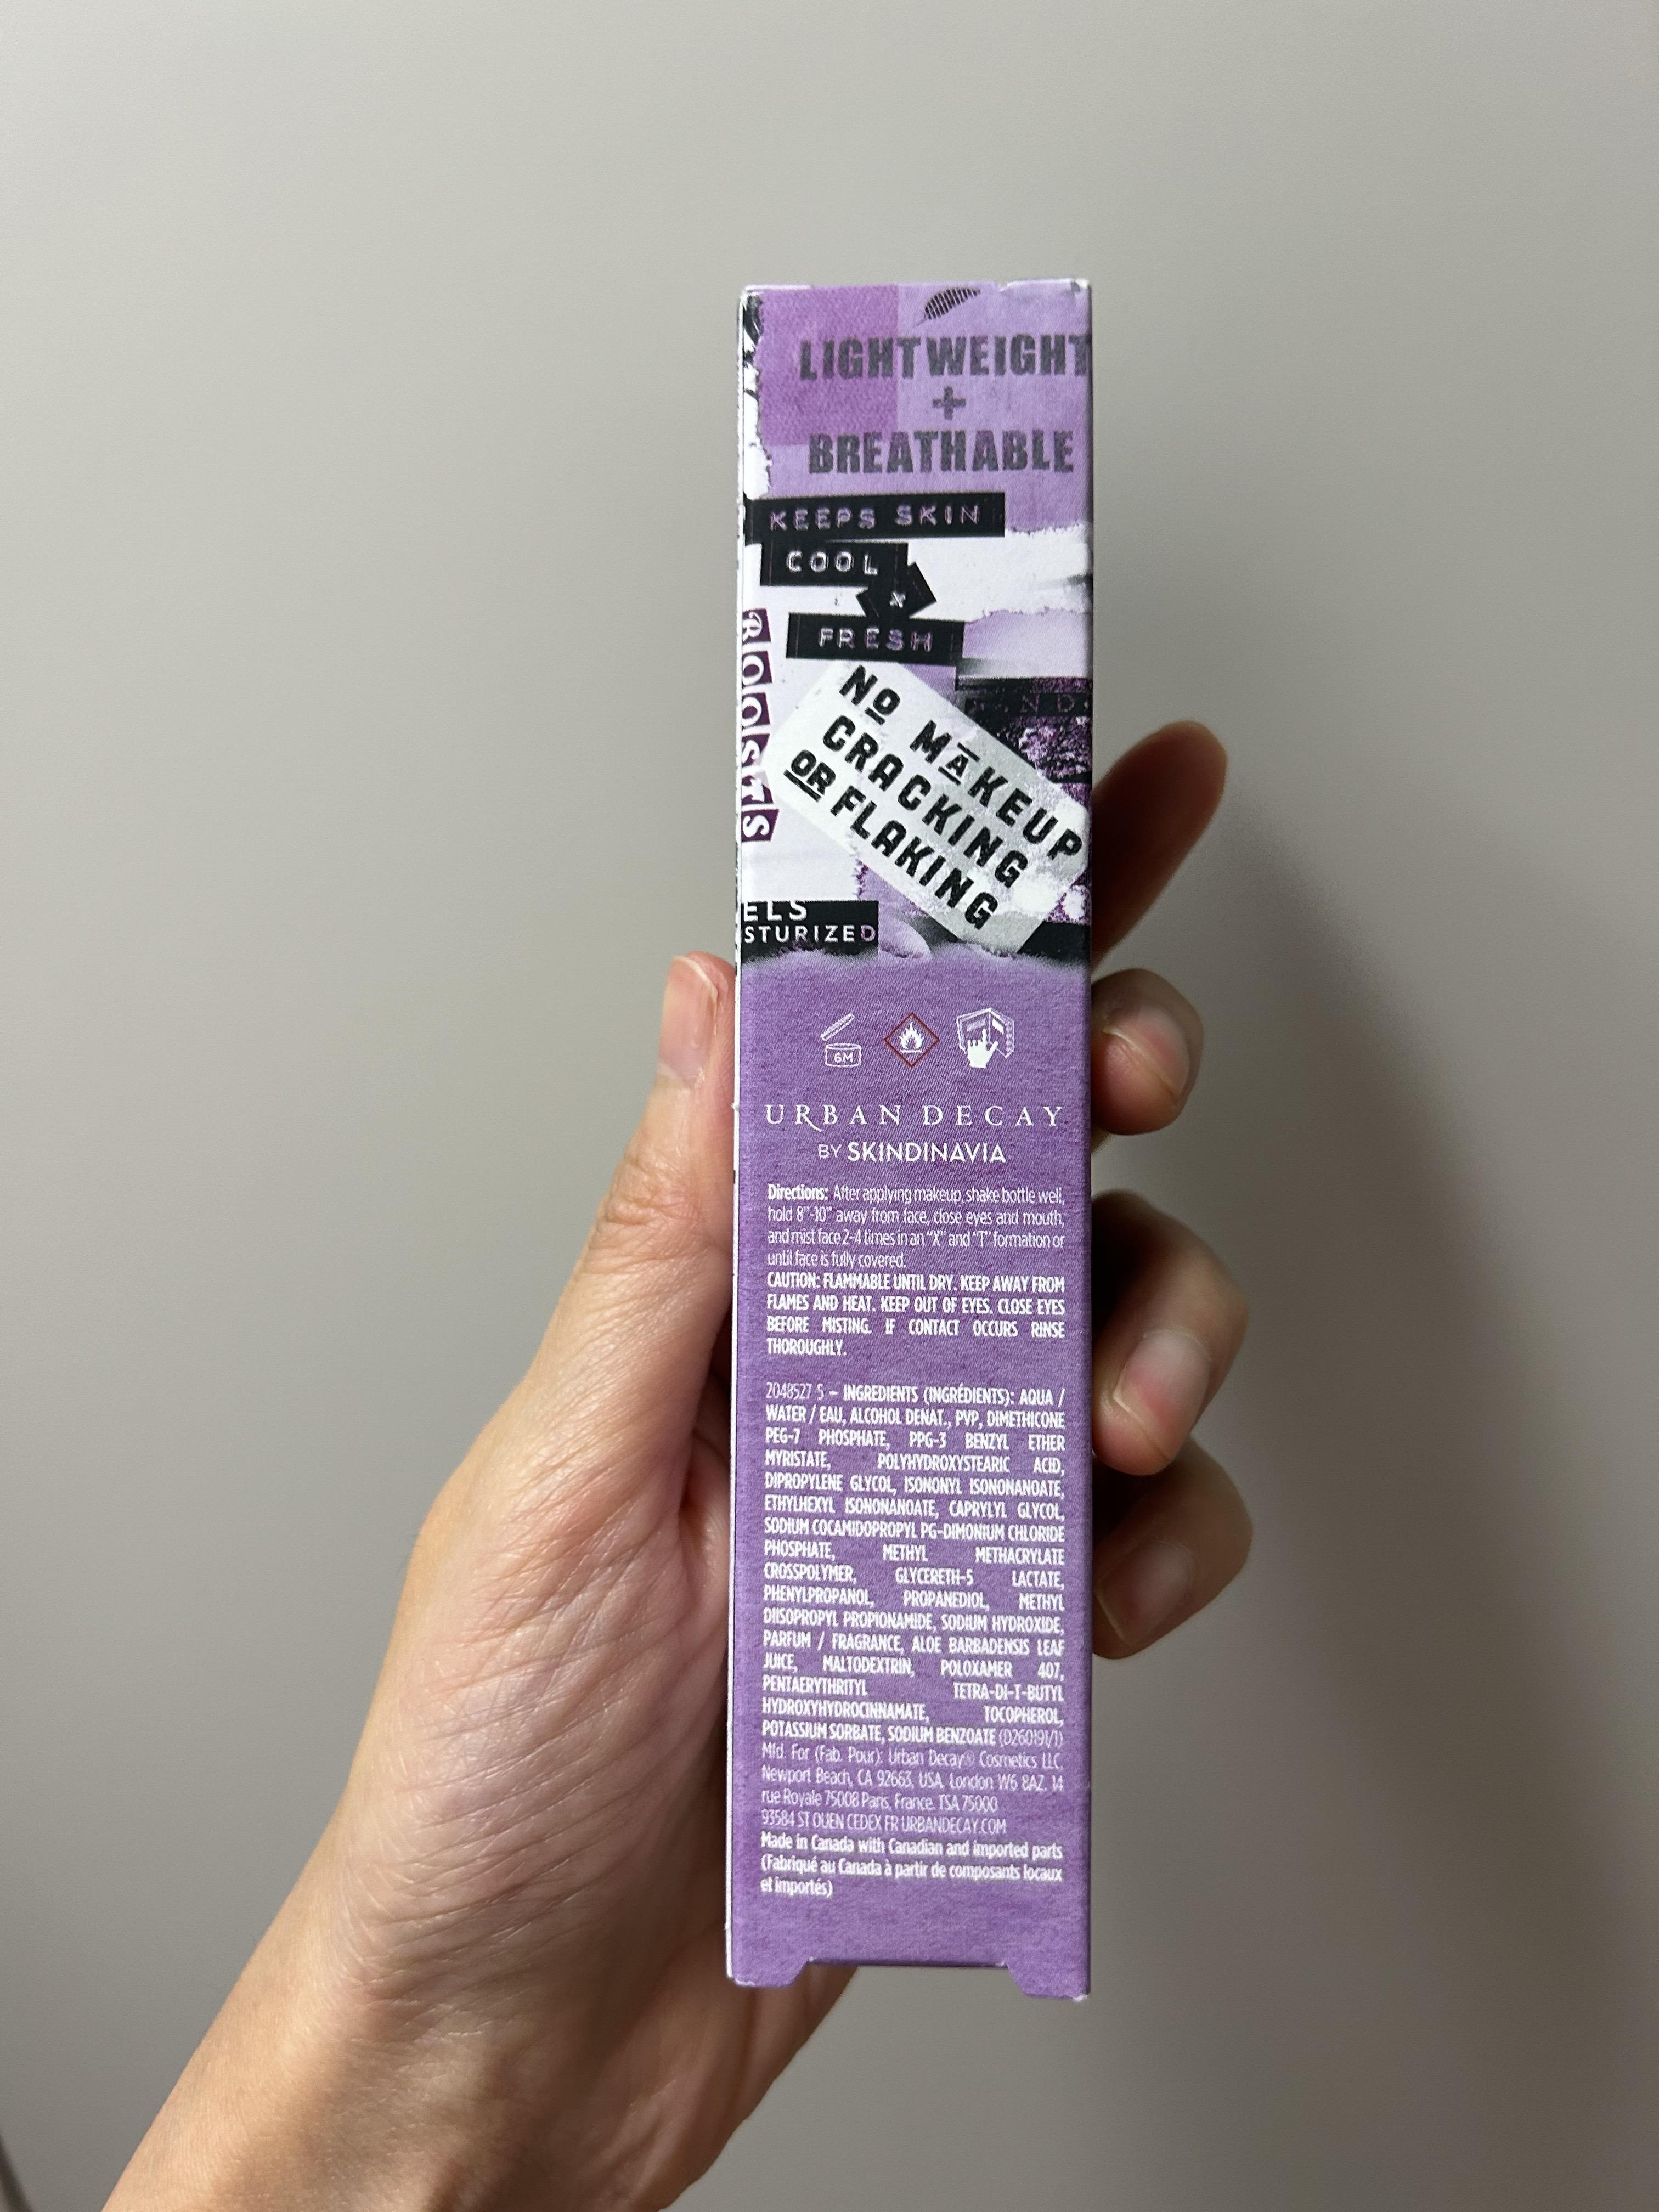 LIGHTWEIGHT
+
BREATHABLE
KEEPS SKIN
COOL
+
FRESH
BOOSTS
NO MAKEUP
CRACKING
OR FLAKING
ELS
STURIZED
6M
URBAN DECAY
BY SKINDINAVIA
Directions: After applying makeup, shake bottle well,
hold 8"-10" away from face, close eyes and mouth,
and mist face 2-4 times in an "X" and "T" formation or
until face is fully covered.
CAUTION: FLAMMABLE UNTIL DRY. KEEP AWAY FROM
FLAMES AND HEAT. KEEP OUT OF EYES. CLOSE EYES
BEFORE MISTING. IF CONTACT OCCURS RINSE
THOROUGHLY.
2048527 5 – INGREDIENTS (INGRÉDIENTS): AQUA /
WATER / EAU, ALCOHOL DENAT., PVP, DIMETHICONE
PEG-7 PHOSPHATE, PPG-3 BENZYL ETHER
MYRISTATE, POLYHYDROXYSTEARIC ACID,
DIPROPYLENE GLYCOL, ISONONYL ISONONANOATE,
ETHYLHEXYL ISONONANOATE, CAPRYLYL GLYCOL,
SODIUM COCAMIDOPROPYL PG-DIMONIUM CHLORIDE
PHOSPHATE, METHYL METHACRYLATE
CROSSPOLYMER, GLYCERETH-5 LACTATE,
PHENYLPROPANOL, PROPANEDIOL, METHYL
DIISOPROPYL PROPIONAMIDE, SODIUM HYDROXIDE,
PARFUM / FRAGRANCE, ALOE BARBADENSIS LEAF
JUICE, MALTODEXTRIN, POLOXAMER 407,
PENTAERYTHRITYL TETRA-DI-T-BUTYL
HYDROXYHYDROCINNAMATE, TOCOPHEROL,
POTASSIUM SORBATE, SODIUM BENZOATE (D260191/1)
Mfd. For (Fab. Pour): Urban Decay® Cosmetics LLC,
Newport Beach, CA 92663, USA. London W6 8AZ. 14
rue Royale 75008 Paris, France. TSA 75000
93584 ST OUEN CEDEX FR URBANDECAY.COM
Made in Canada with Canadian and imported parts
(Fabriqué au Canada à partir de composants locaux
et importés)